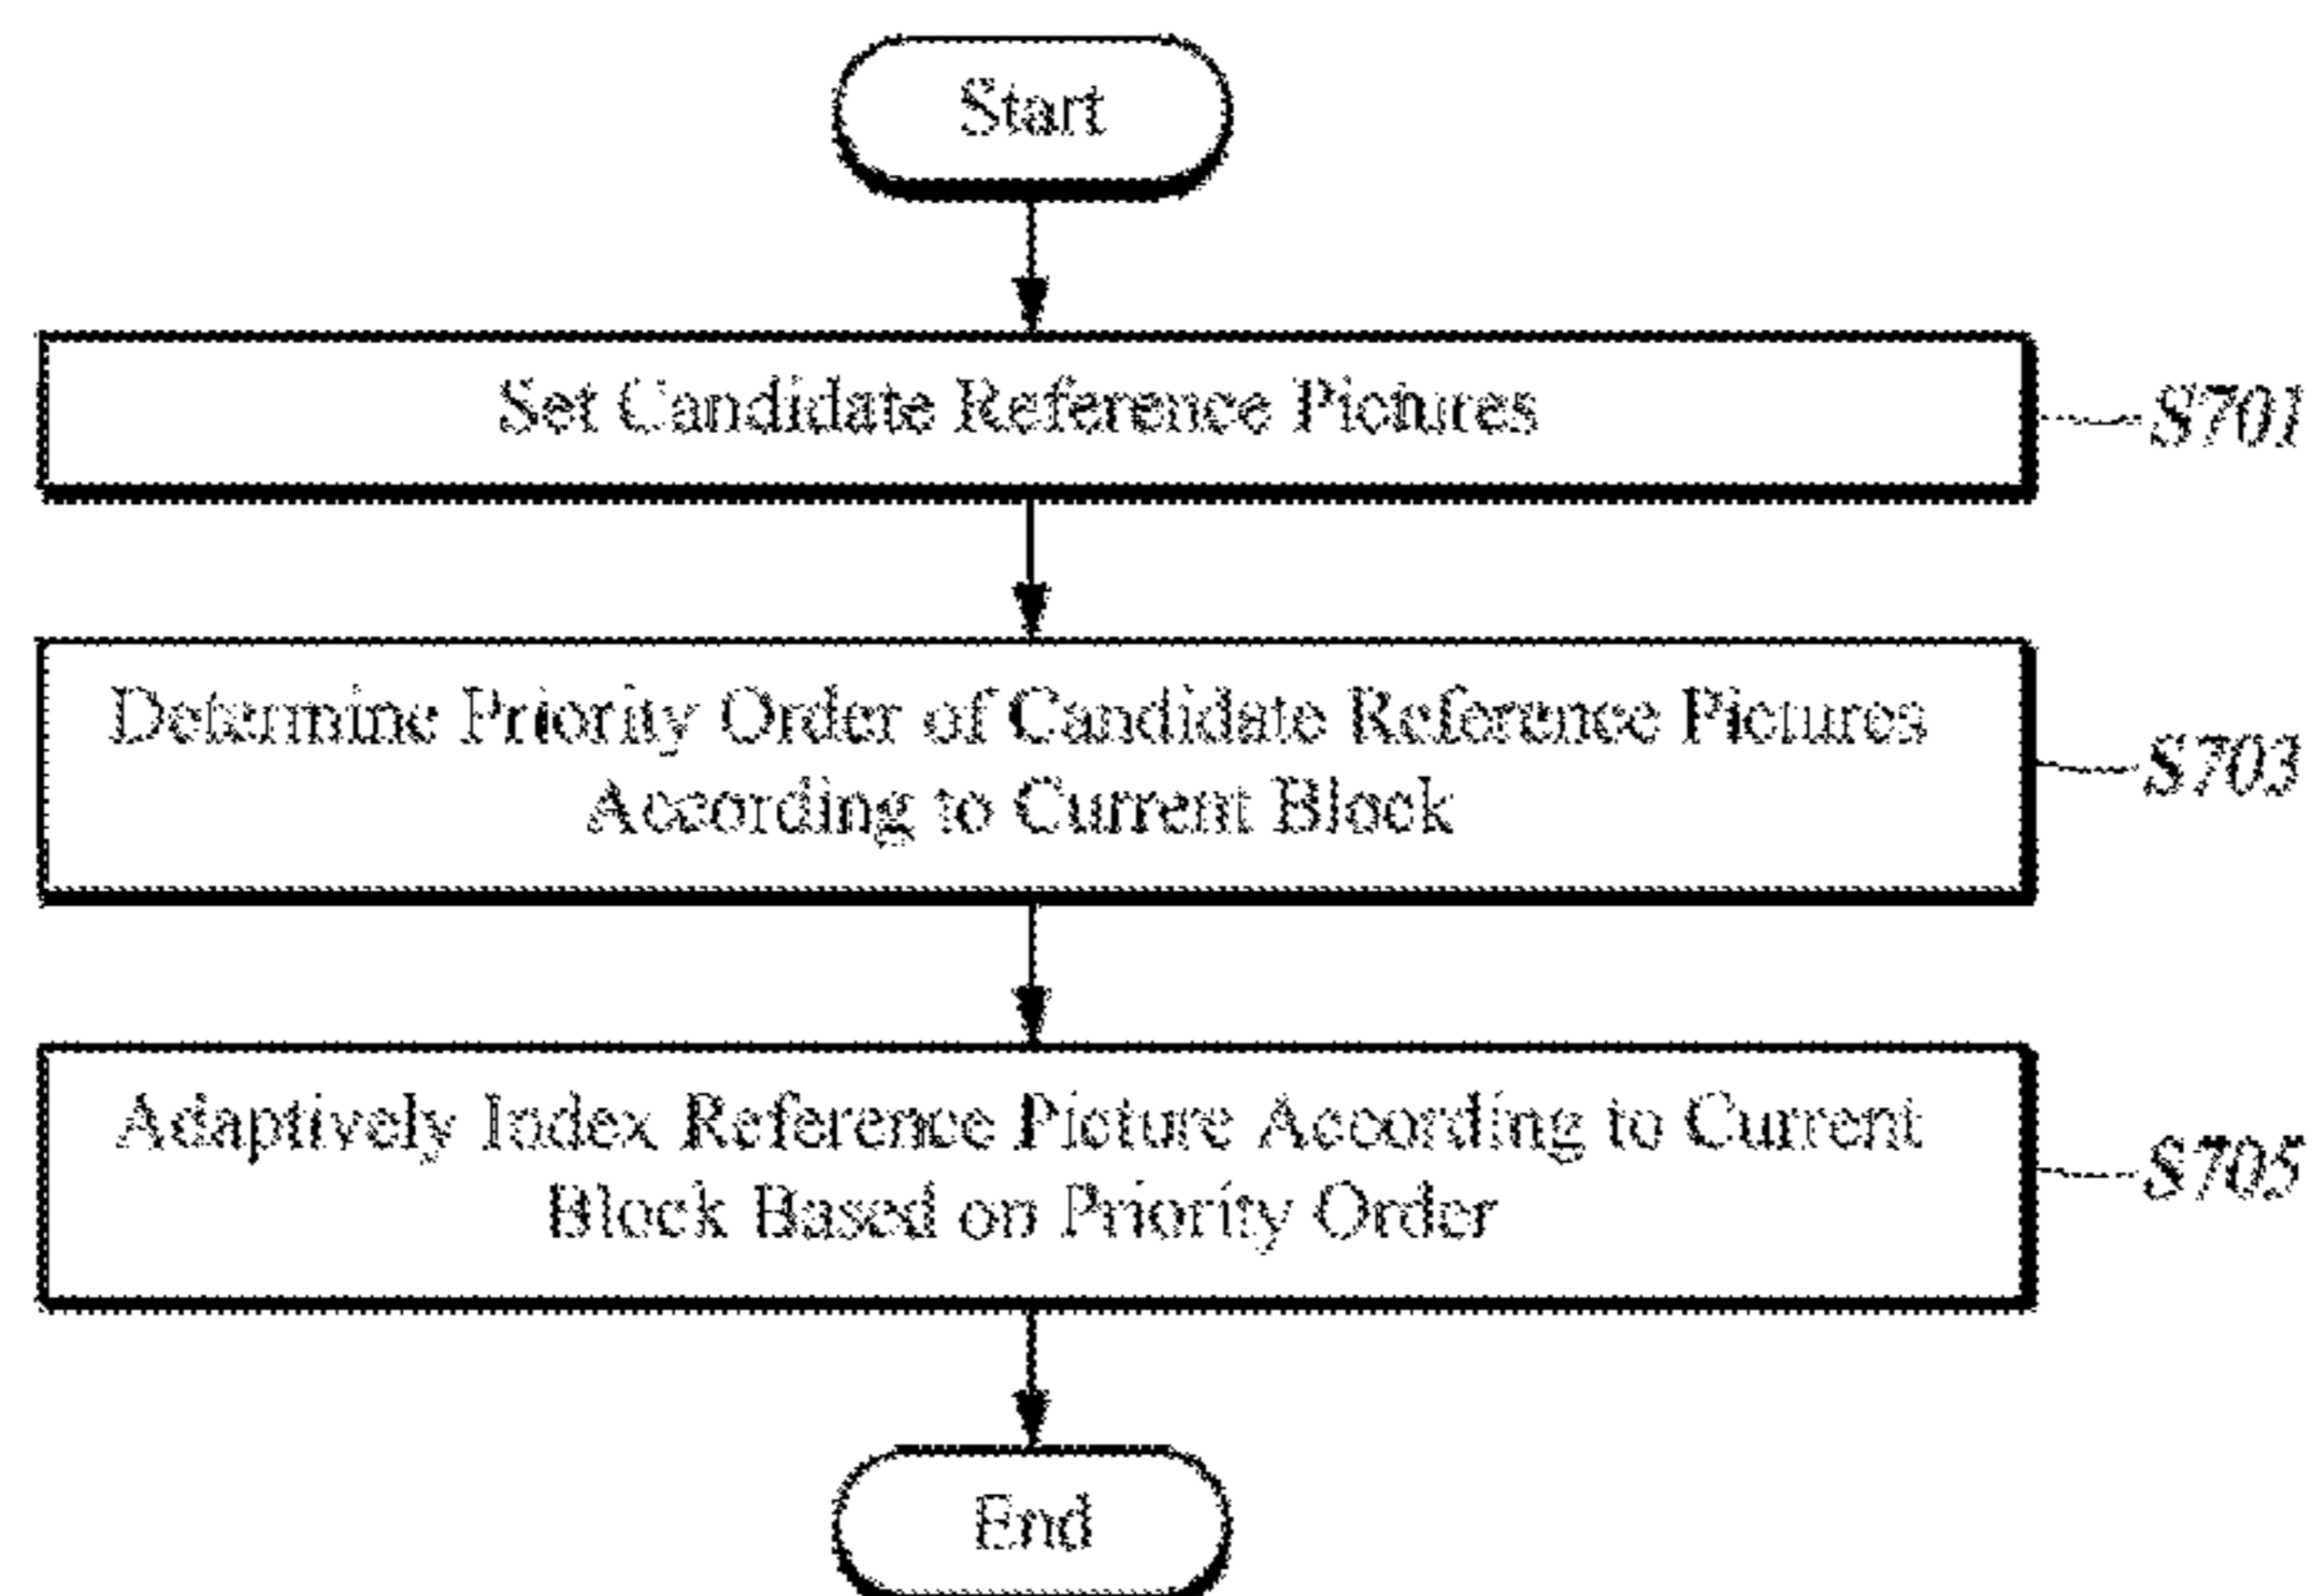 Start
Set Candidate Reference Pictures
S701
Determine Priority Order of Candidate Reference Pictures
According to Current Block
S703
Adaptively Index Reference Picture According to Current
Block Based on Priority Order
S705
End